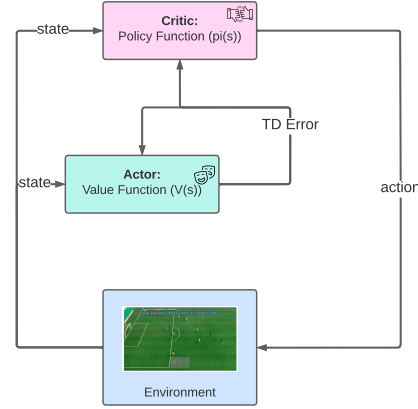 Critic:
Policy Function (pi(s))
state
TD Error
Actor:
Value Function (V(s))
state
action
Environment